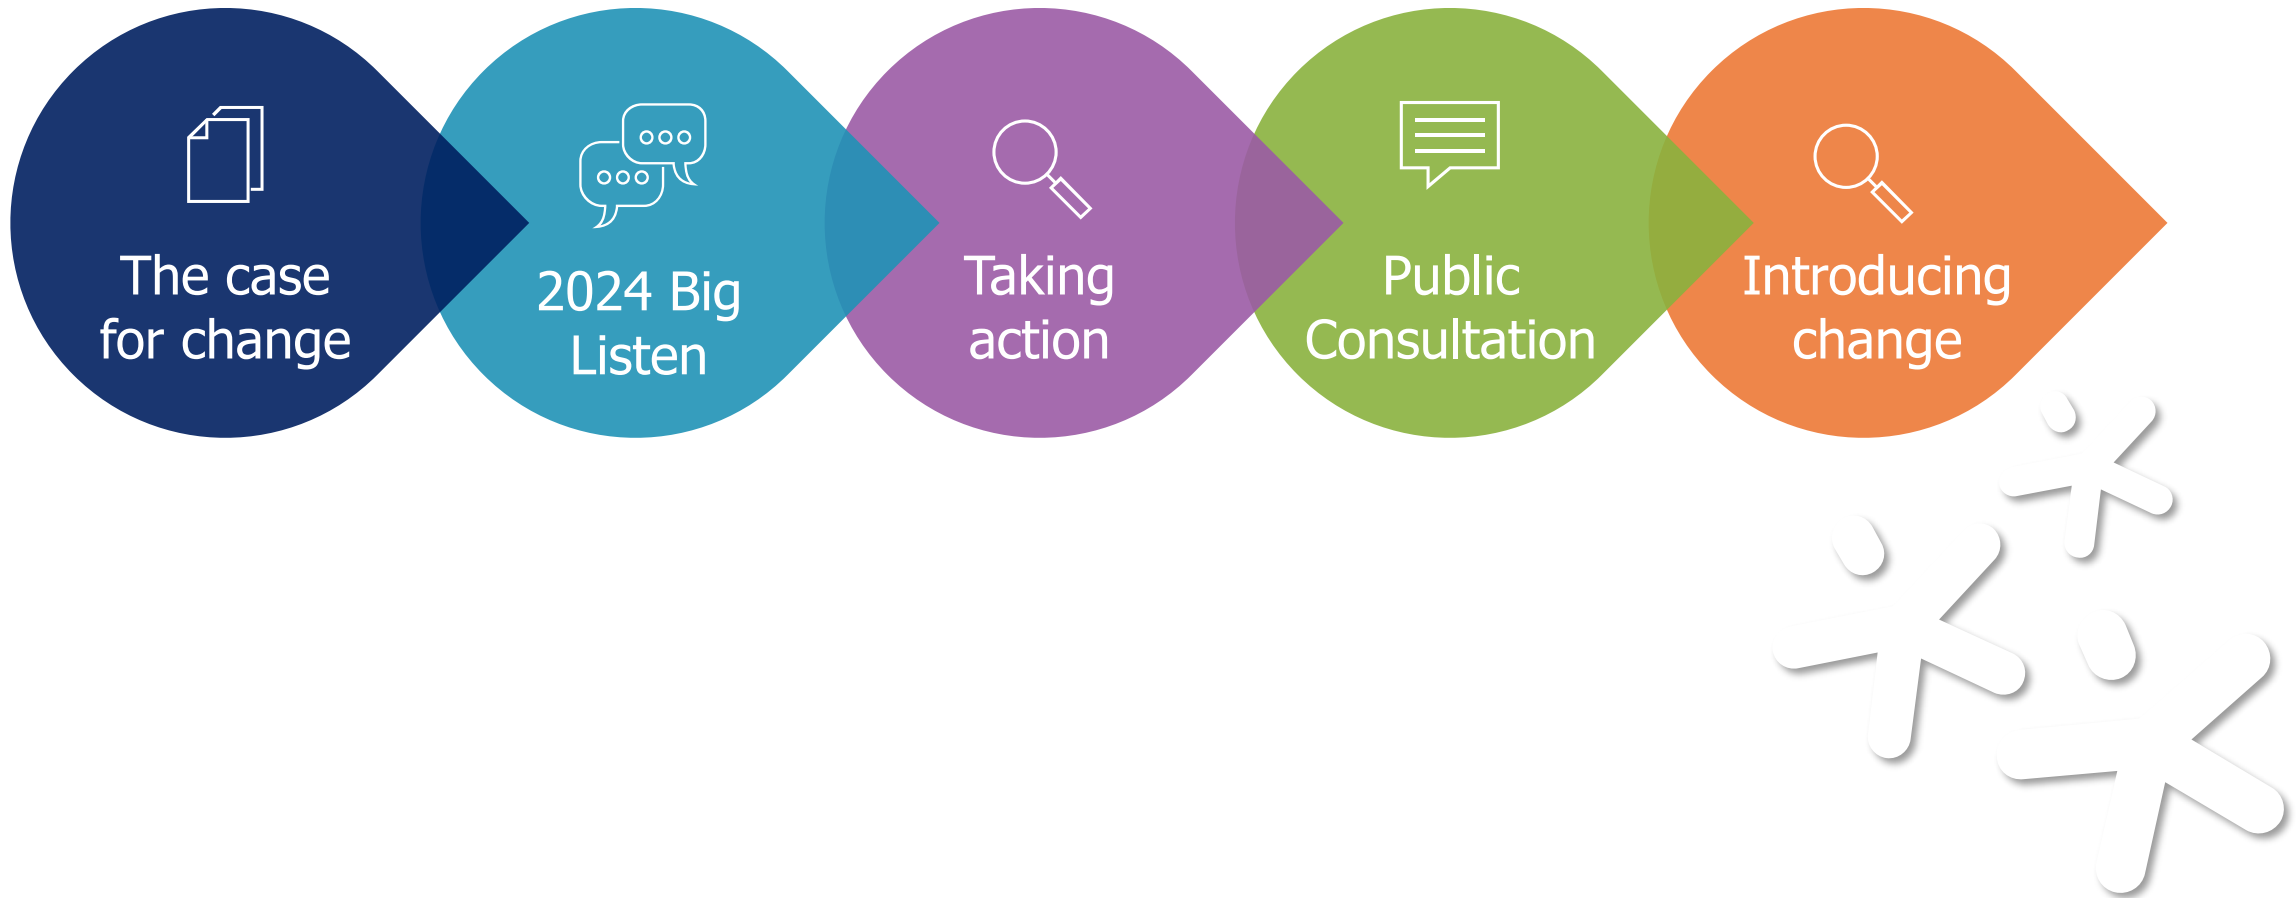 The case
for change
2024 Big
Listen
Taking
action
Public
Consultation
Introducing
change